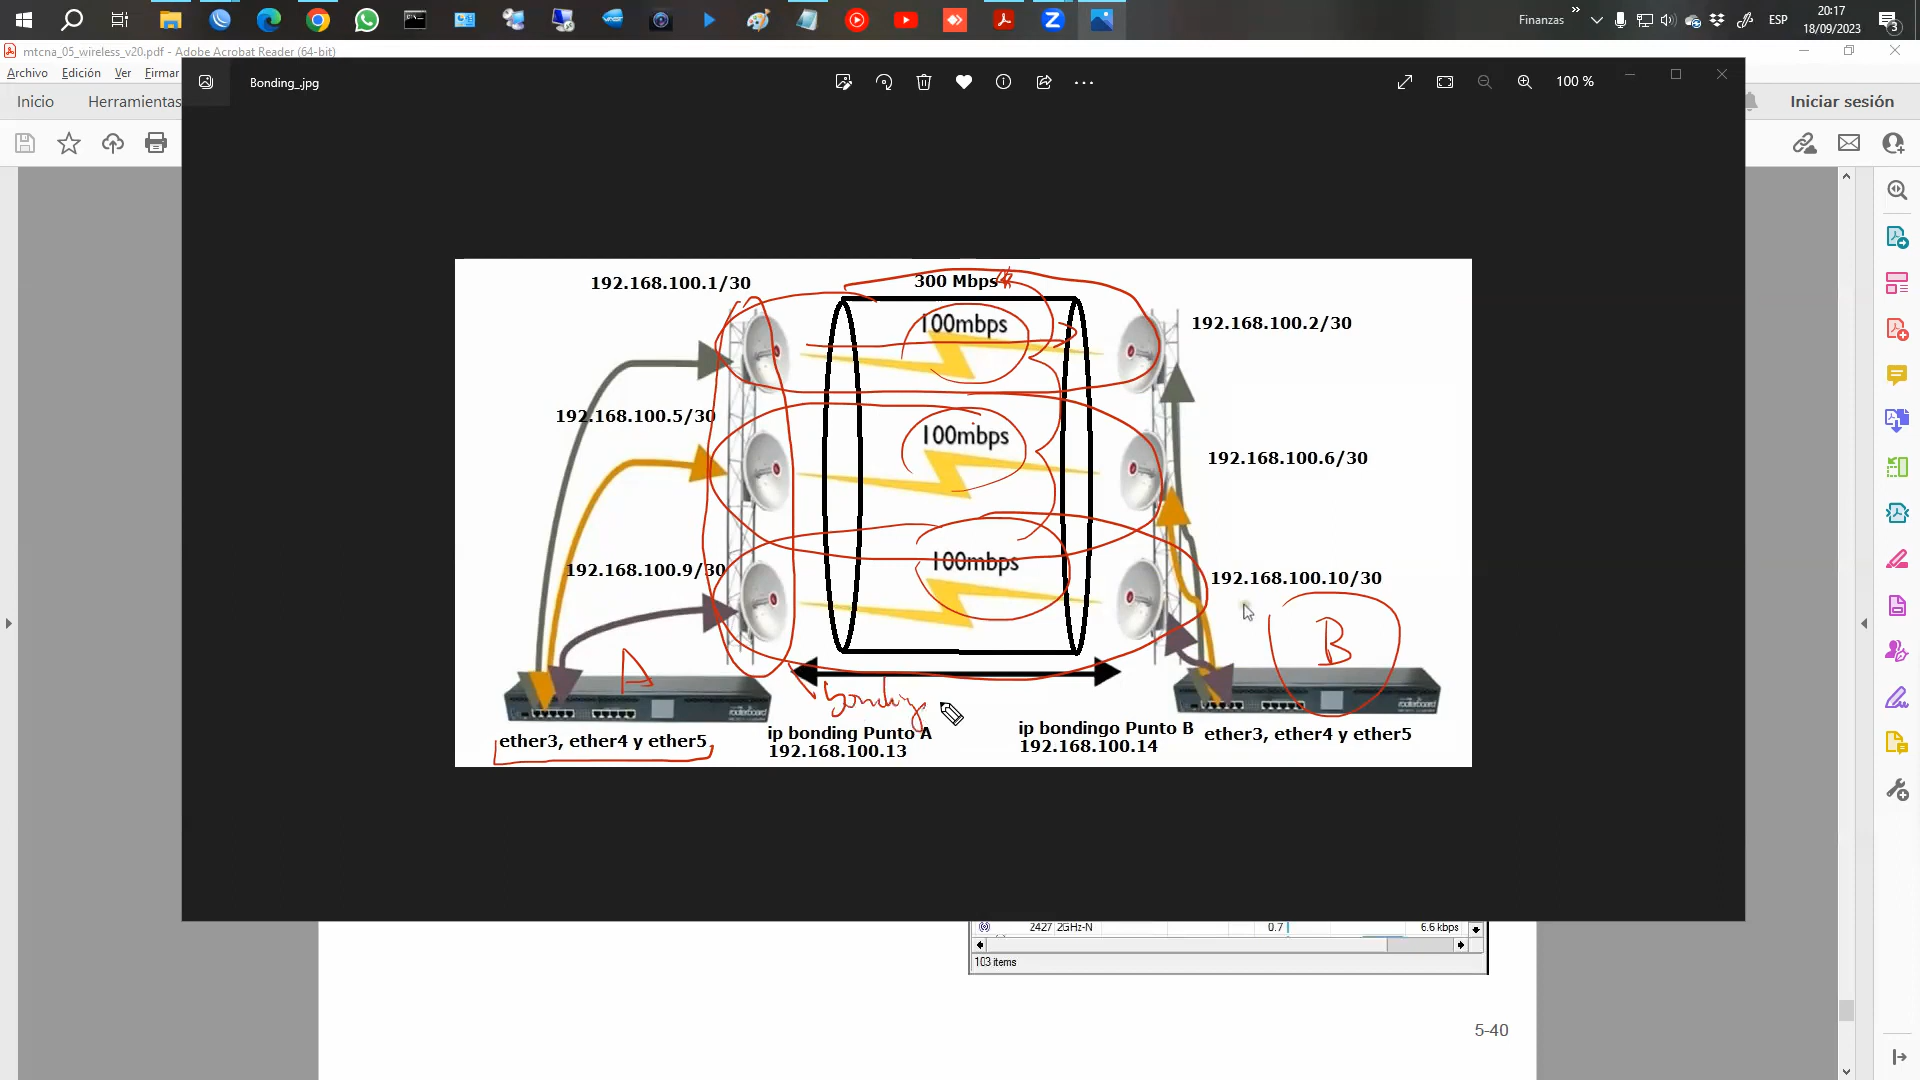 Finanzas
ESP
20:17
18/09/2023
3
mtcna_05_wireless_v20.pdf - Adobe Acrobat Reader (64-bit)
Archivo Edición Ver Firmar
Inicio Herramientas
Iniciar sesión
Bonding_.jpg
100 %
192.168.100.1/30
300 Mbps
100mbps
192.168.100.2/30
192.168.100.5/30
100mbps
192.168.100.6/30
192.168.100.9/30
100mbps
192.168.100.10/30
A
B
Bonding
routerboard
routerboard
ether3, ether4 y ether5
ip bonding Punto A
192.168.100.13
ip bondingo Punto B
192.168.100.14
ether3, ether4 y ether5
2427 2GHz-N 0.7 6.6 kbps
103 items
5-40